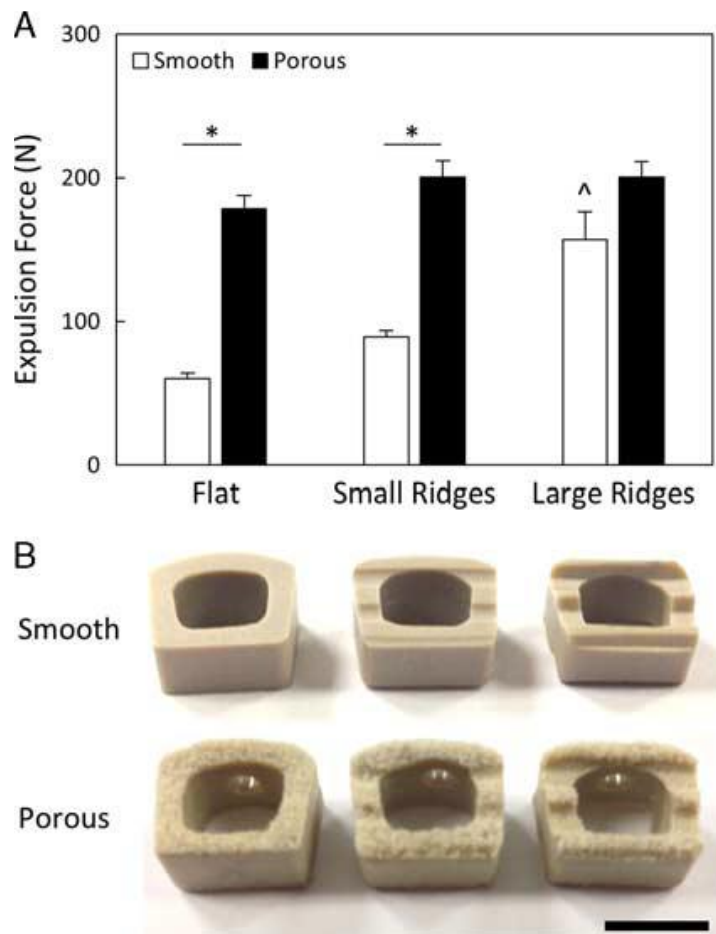 A
300
Smooth Porous
* *
^
200
100
0
Expulsion Force (N)
Flat Small Ridges Large Ridges
B
Smooth
Porous